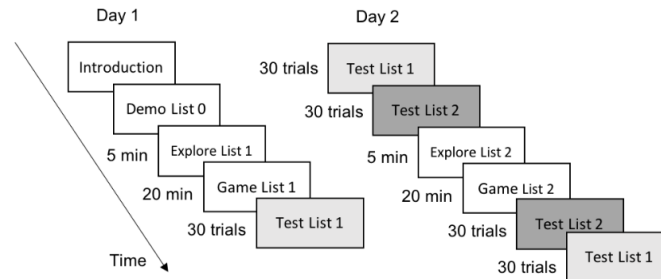 Day 1
Introduction
Demo List 0
5 min
Explore List 1
20 min
Game List 1
30 trials
Test List 1
Time
Day 2
30 trials
Test List 1
30 trials
Test List 2
5 min
Explore List 2
20 min
Game List 2
30 trials
Test List 2
30 trials
Test List 1